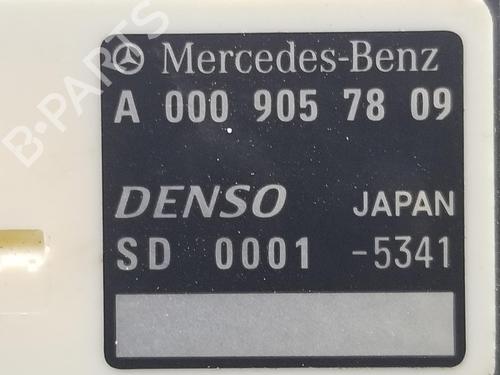 B-PARTS
Mercedes-Benz
A 000 905 78 09
DENSO JAPAN
SD 0001 -5341